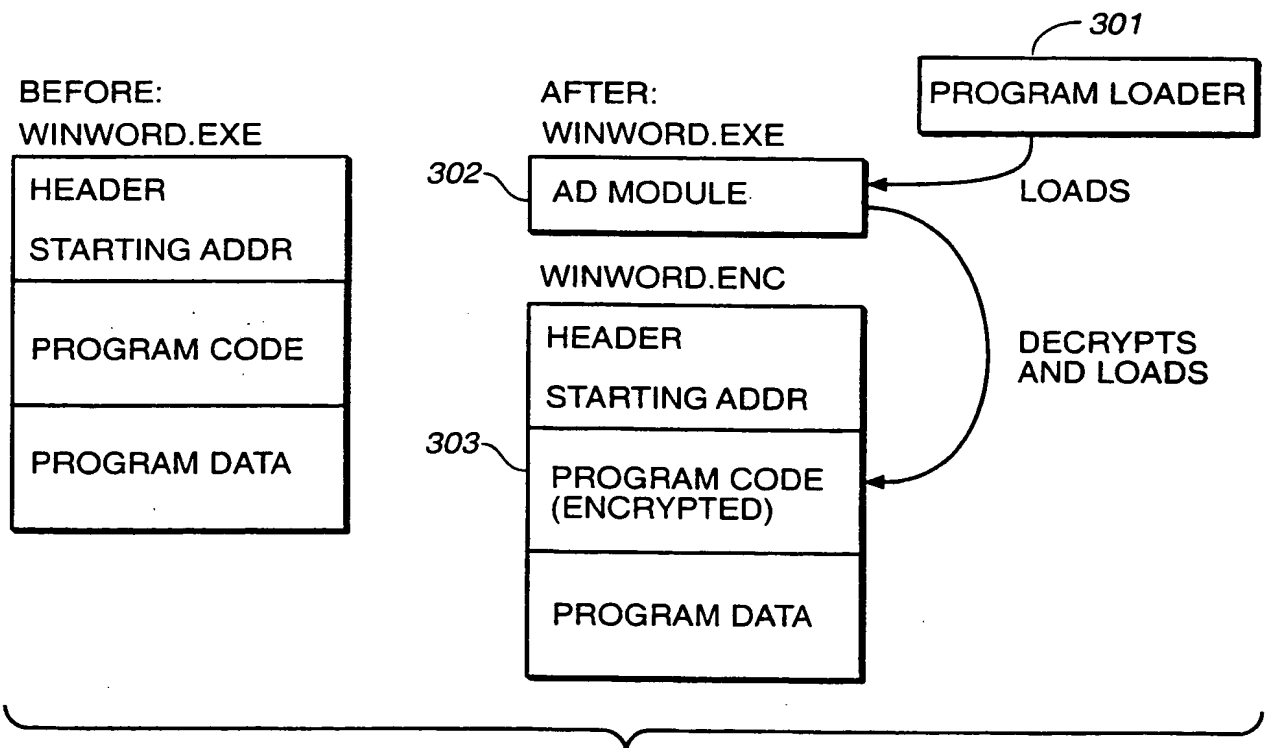 BEFORE:
WINWORD.EXE
HEADER
STARTING ADDR
PROGRAM CODE
PROGRAM DATA
AFTER:
WINWORD.EXE
302
AD MODULE
WINWORD.ENC
HEADER
STARTING ADDR
303
PROGRAM CODE
(ENCRYPTED)
PROGRAM DATA
301
PROGRAM LOADER
LOADS
DECRYPTS
AND LOADS